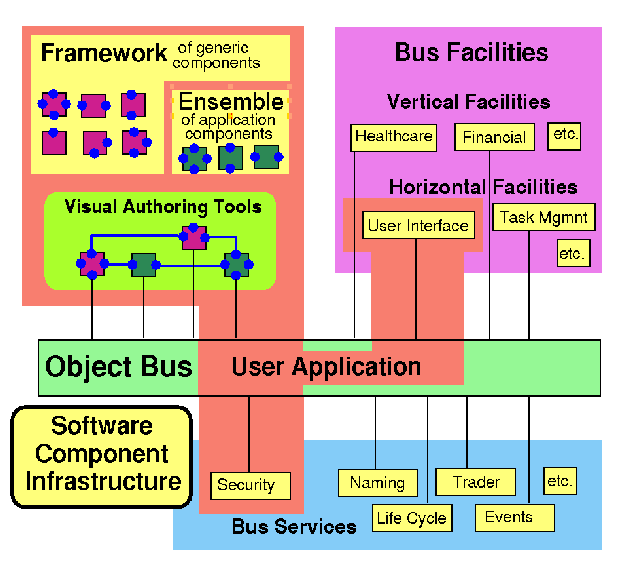 Framework of generic
components
Ensemble
of application
components
Visual Authoring Tools
Bus Facilities
Vertical Facilities
Healthcare
Financial
etc.
Horizontal Facilities
User Interface
Task Mgmnt
etc.
Object Bus
User Application
Software
Component
Infrastructure
Security
Naming
Trader
etc.
Life Cycle
Events
Bus Services